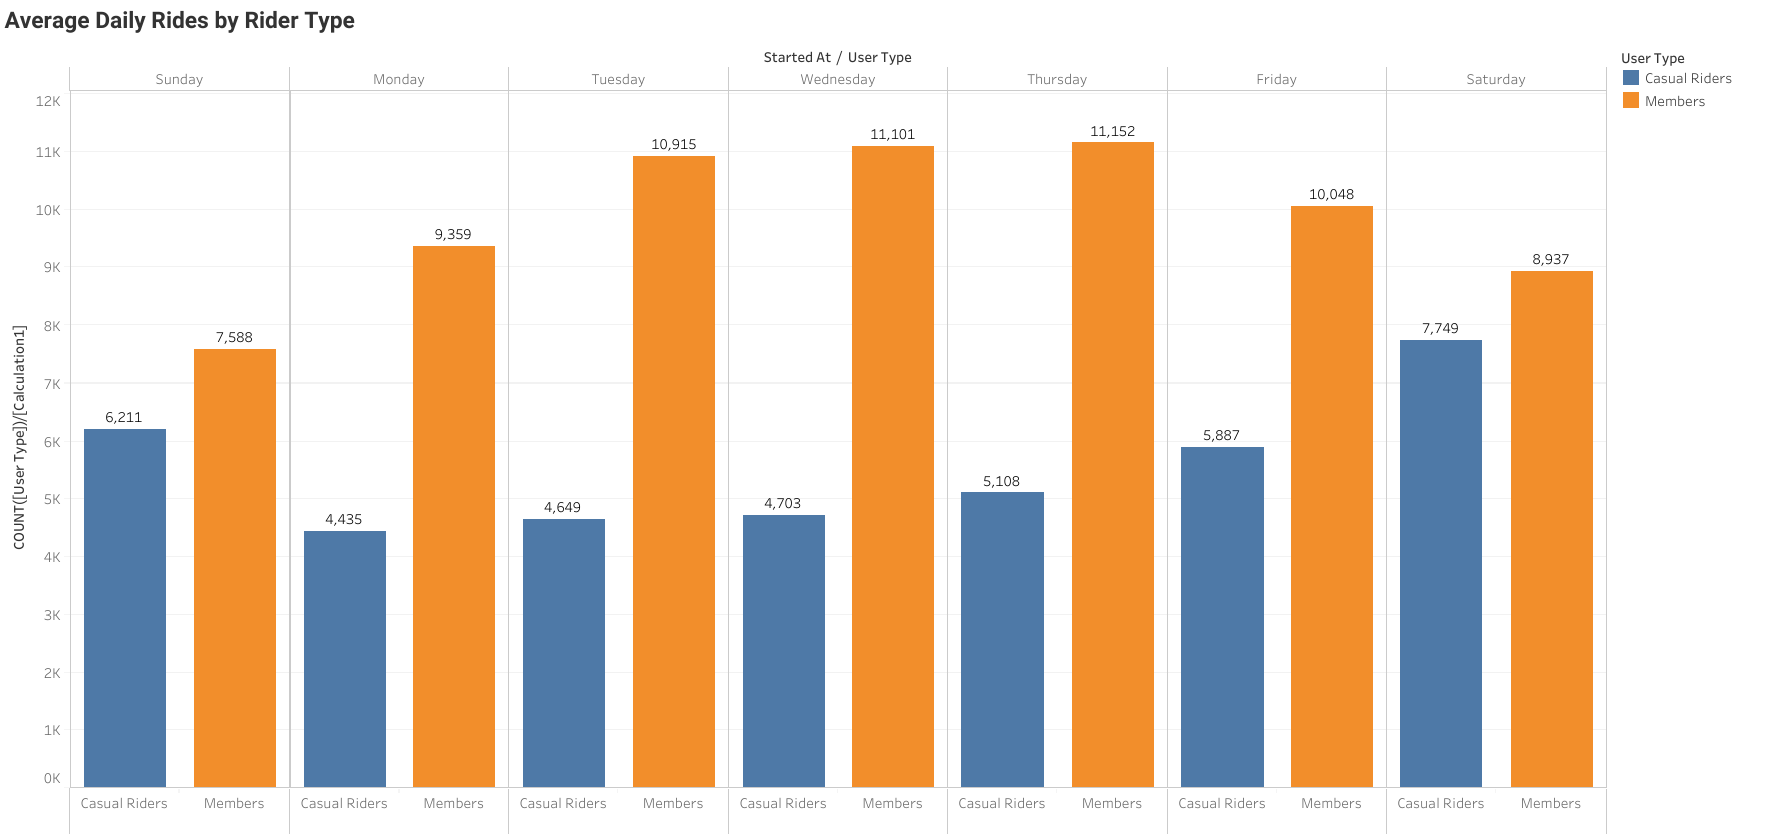 Average Daily Rides by Rider Type
Started At / User Type
Sunday Monday Tuesday Wednesday Thursday Friday Saturday
User Type
Casual Riders
Members
COUNT([User Type])/[Calculation1]
12K
11K
10K
9K
8K
7K
6K
5K
4K
3K
2K
1K
0K
6,211
7,588
4,435
9,359
4,649
10,915
4,703
11,101
5,108
11,152
5,887
10,048
7,749
8,937
Casual Riders Members Casual Riders Members Casual Riders Members Casual Riders Members Casual Riders Members Casual Riders Members Casual Riders Members